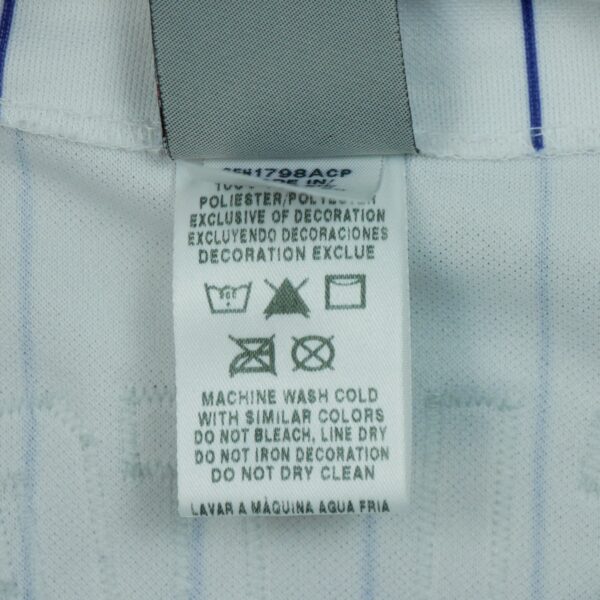 1798ACP
POLIESTER/POLYESTER
EXCLUSIVE OF DECORATION
EXCLUYENDO DECORACIONES
DECORATION EXCLUE
MACHINE WASH COLD
WITH SIMILAR COLORS
DO NOT BLEACH, LINE DRY
DO NOT IRON DECORATION
DO NOT DRY CLEAN
LAVAR A MÁQUINA AGUA FRIA